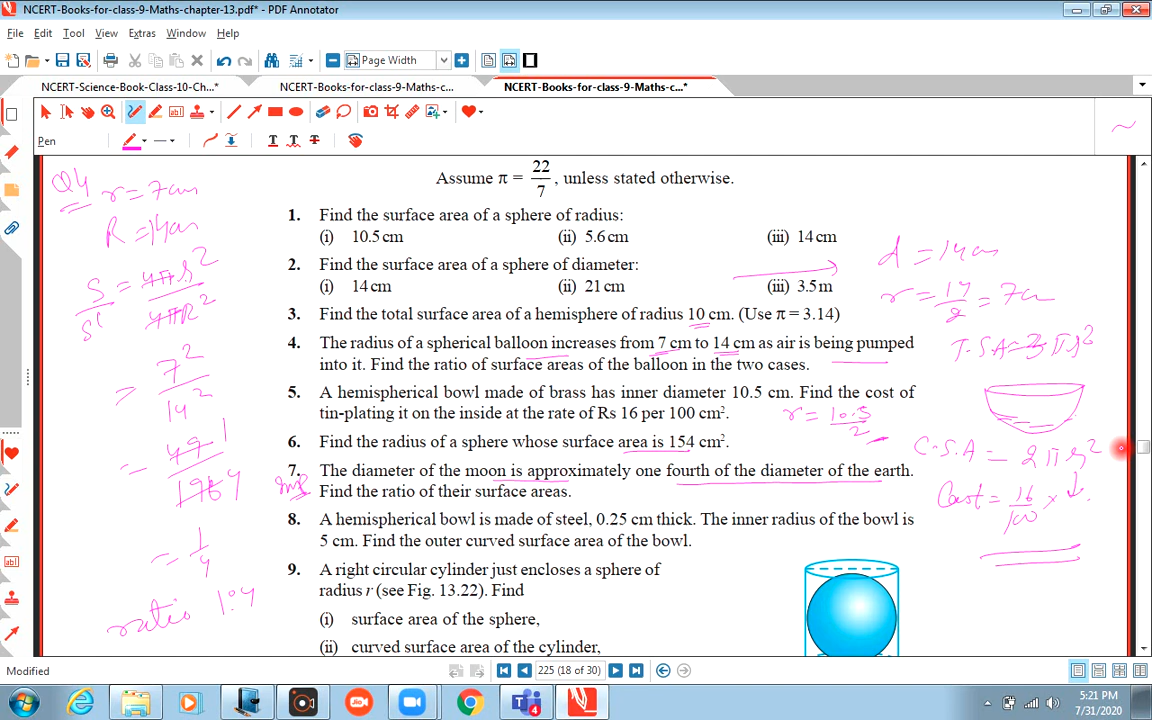 NCERT-Books-for-class-9-Maths-chapter-13.pdf* - PDF Annotator
File Edit Tool View Extras Window Help
Page Width
NCERT-Science-Book-Class-10-Ch...* NCERT-Books-for-class-9-Maths-c... NCERT-Books-for-class-9-Maths-c...*
Pen
Assume π = 22/7, unless stated otherwise.
1. Find the surface area of a sphere of radius:
(i) 10.5 cm (ii) 5.6 cm (iii) 14 cm
2. Find the surface area of a sphere of diameter:
(i) 14 cm (ii) 21 cm (iii) 3.5 m
3. Find the total surface area of a hemisphere of radius 10 cm. (Use π = 3.14)
4. The radius of a spherical balloon increases from 7 cm to 14 cm as air is being pumped
into it. Find the ratio of surface areas of the balloon in the two cases.
5. A hemispherical bowl made of brass has inner diameter 10.5 cm. Find the cost of
tin-plating it on the inside at the rate of Rs 16 per 100 cm².
6. Find the radius of a sphere whose surface area is 154 cm².
7. The diameter of the moon is approximately one fourth of the diameter of the earth.
Find the ratio of their surface areas.
8. A hemispherical bowl is made of steel, 0.25 cm thick. The inner radius of the bowl is
5 cm. Find the outer curved surface area of the bowl.
9. A right circular cylinder just encloses a sphere of
radius r (see Fig. 13.22). Find
(i) surface area of the sphere,
(ii) curved surface area of the cylinder,
Q4 r = 7cm
R = 14cm
S/S' = 4πr²/4πR²
= 7²/14²
= 49 1/196 4
= 1/4
ratio 1:4
d = 14cm
r = 14/2 = 7cm
T.S.A = 3πr²
r = 10.5/2
C.S.A = 2πr²
Cost = 16/100 ×
Imp
225 (18 of 30)
Modified
4
5:21 PM
7/31/2020